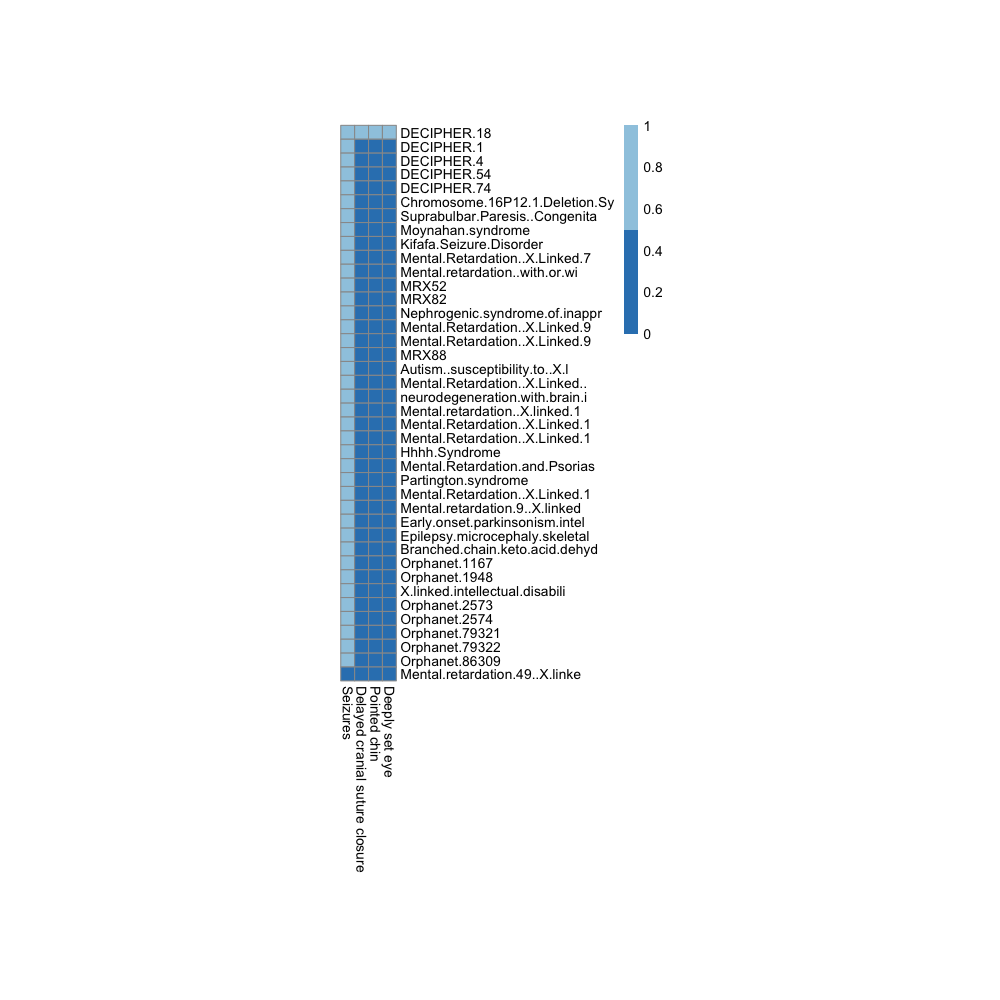 DECIPHER.18
DECIPHER.1
DECIPHER.4
DECIPHER.54
DECIPHER.74
Chromosome.16P12.1.Deletion.Sy
Suprabulbar.Paresis..Congenita
Moynahan.syndrome
Kifafa.Seizure.Disorder
Mental.Retardation..X.Linked.7
Mental.retardation..with.or.wi
MRX52
MRX82
Nephrogenic.syndrome.of.inappr
Mental.Retardation..X.Linked.9
Mental.Retardation..X.Linked.9
MRX88
Autism..susceptibility.to..X.l
Mental.Retardation..X.Linked..
neurodegeneration.with.brain.i
Mental.retardation..X.linked.1
Mental.Retardation..X.Linked.1
Mental.Retardation..X.Linked.1
Hhhh.Syndrome
Mental.Retardation.and.Psorias
Partington.syndrome
Mental.Retardation..X.Linked.1
Mental.retardation.9..X.linked
Early.onset.parkinsonism.intel
Epilepsy.microcephaly.skeletal
Branched.chain.keto.acid.dehyd
Orphanet.1167
Orphanet.1948
X.linked.intellectual.disabili
Orphanet.2573
Orphanet.2574
Orphanet.79321
Orphanet.79322
Orphanet.86309
Mental.retardation.49..X.linke
1
0.8
0.6
0.4
0.2
0
Seizures
Delayed cranial suture closure
Pointed chin
Deeply set eye